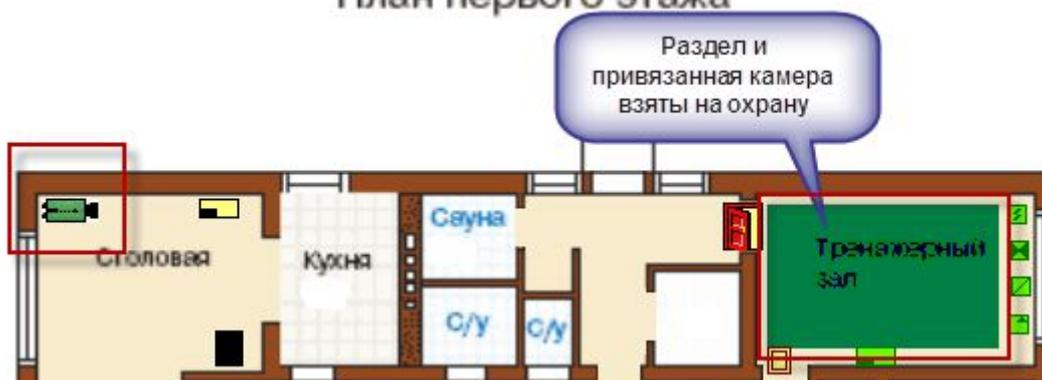 План первого этажа
Раздел и
привязанная камера
взяты на охрану
Сауна
Столовая
Кухня
Тренажерный
зал
С/у
С/у